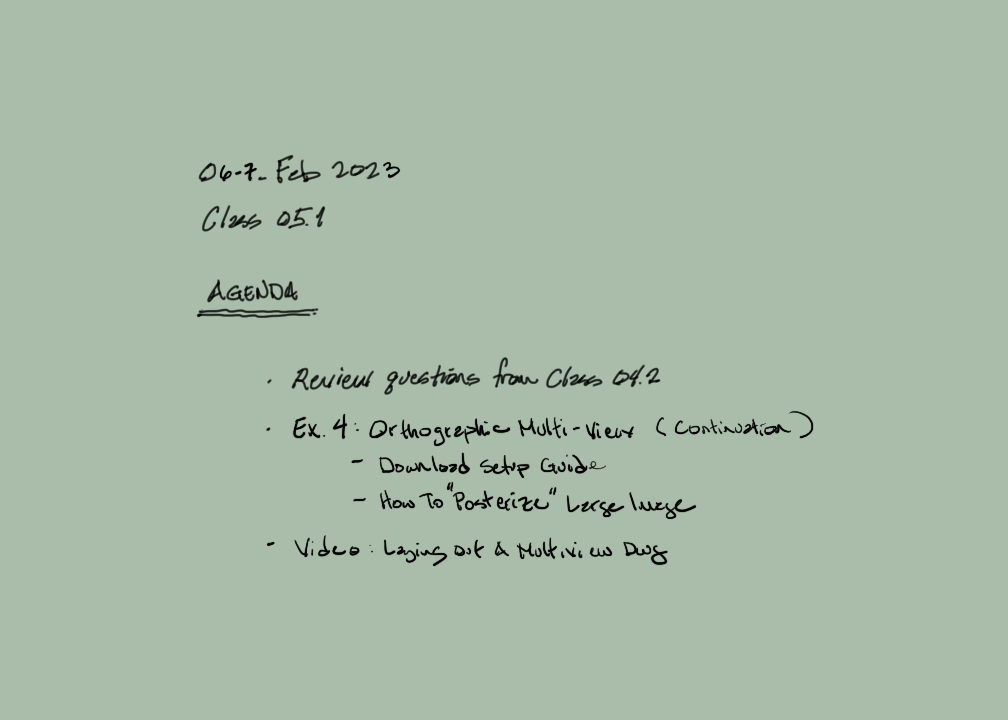 06-7- Feb 2023
Class 05.1
AGENDA
· Review questions from Class 04.2
· Ex. 4: Orthographic Multi-View (Continuation)
- Download Setup Guide
- How To "Posterize" Large Image
- Video: Laying out A Multiview Dwg